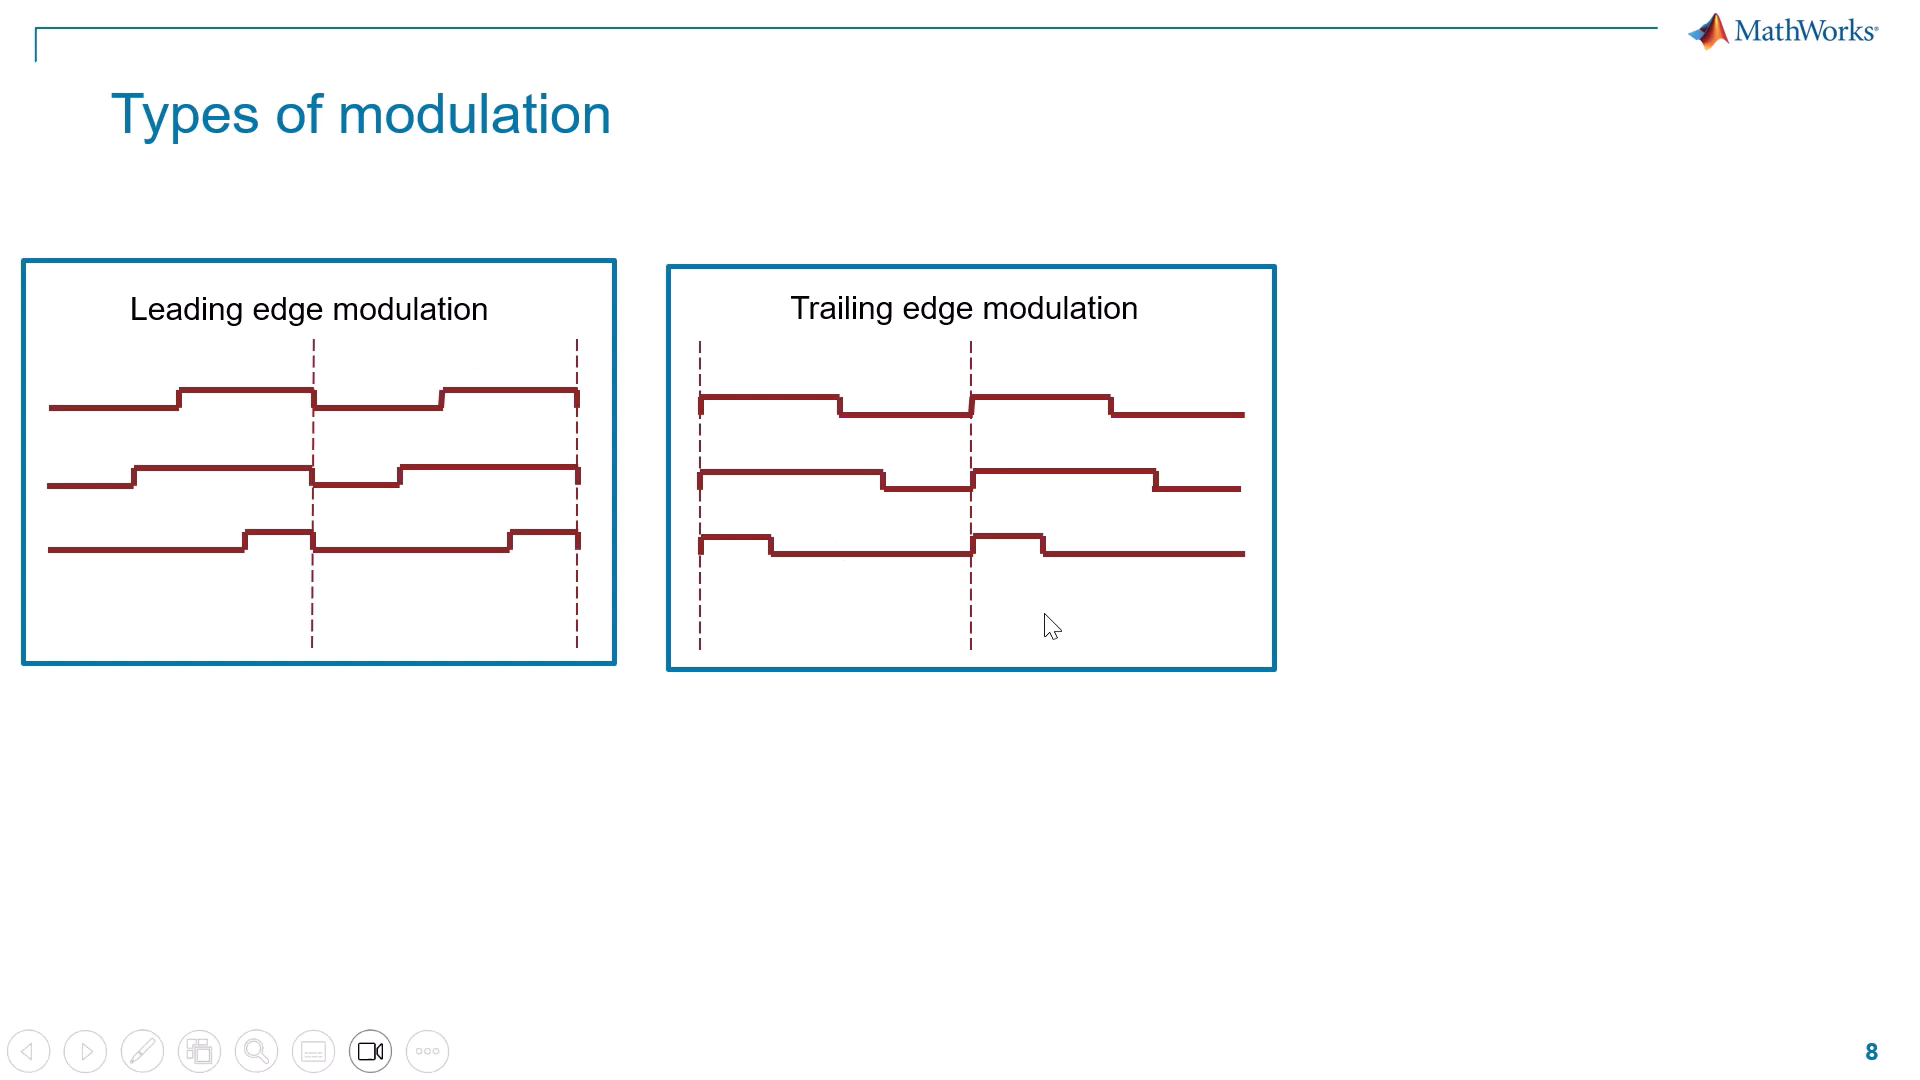 MathWorks®
Types of modulation
Leading edge modulation
Trailing edge modulation
8